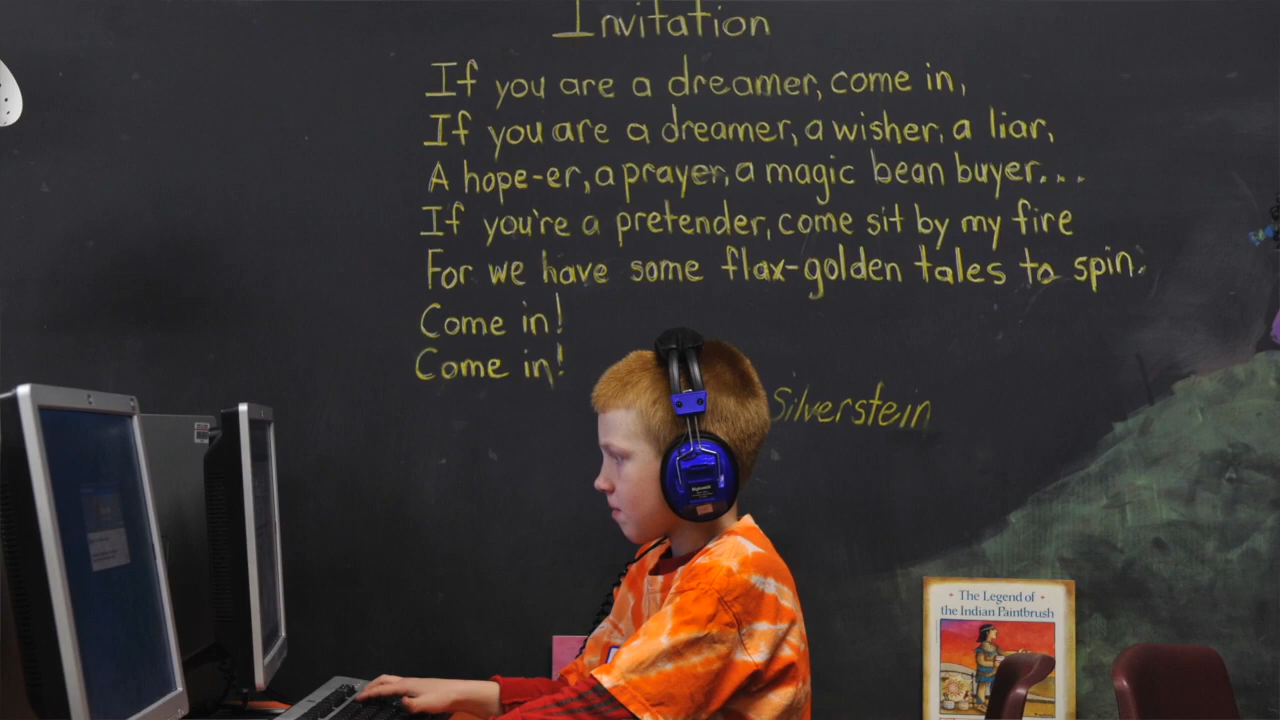 Invitation
If you are a dreamer, come in,
If you are a dreamer, a wisher, a liar,
A hope-er, a prayer, a magic bean buyer...
If you're a pretender, come sit by my fire
For we have some flax-golden tales to spin.
Come in!
Come in!
Silverstein
The Legend of
the Indian Paintbrush